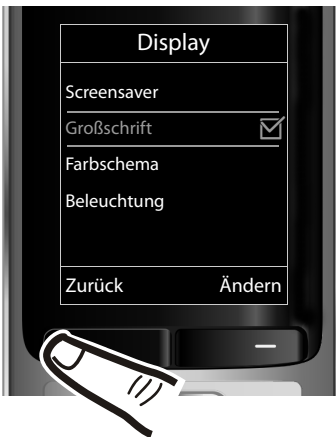 Display
Screensaver
Großschrift
Farbschema
Beleuchtung
Zurück Ändern